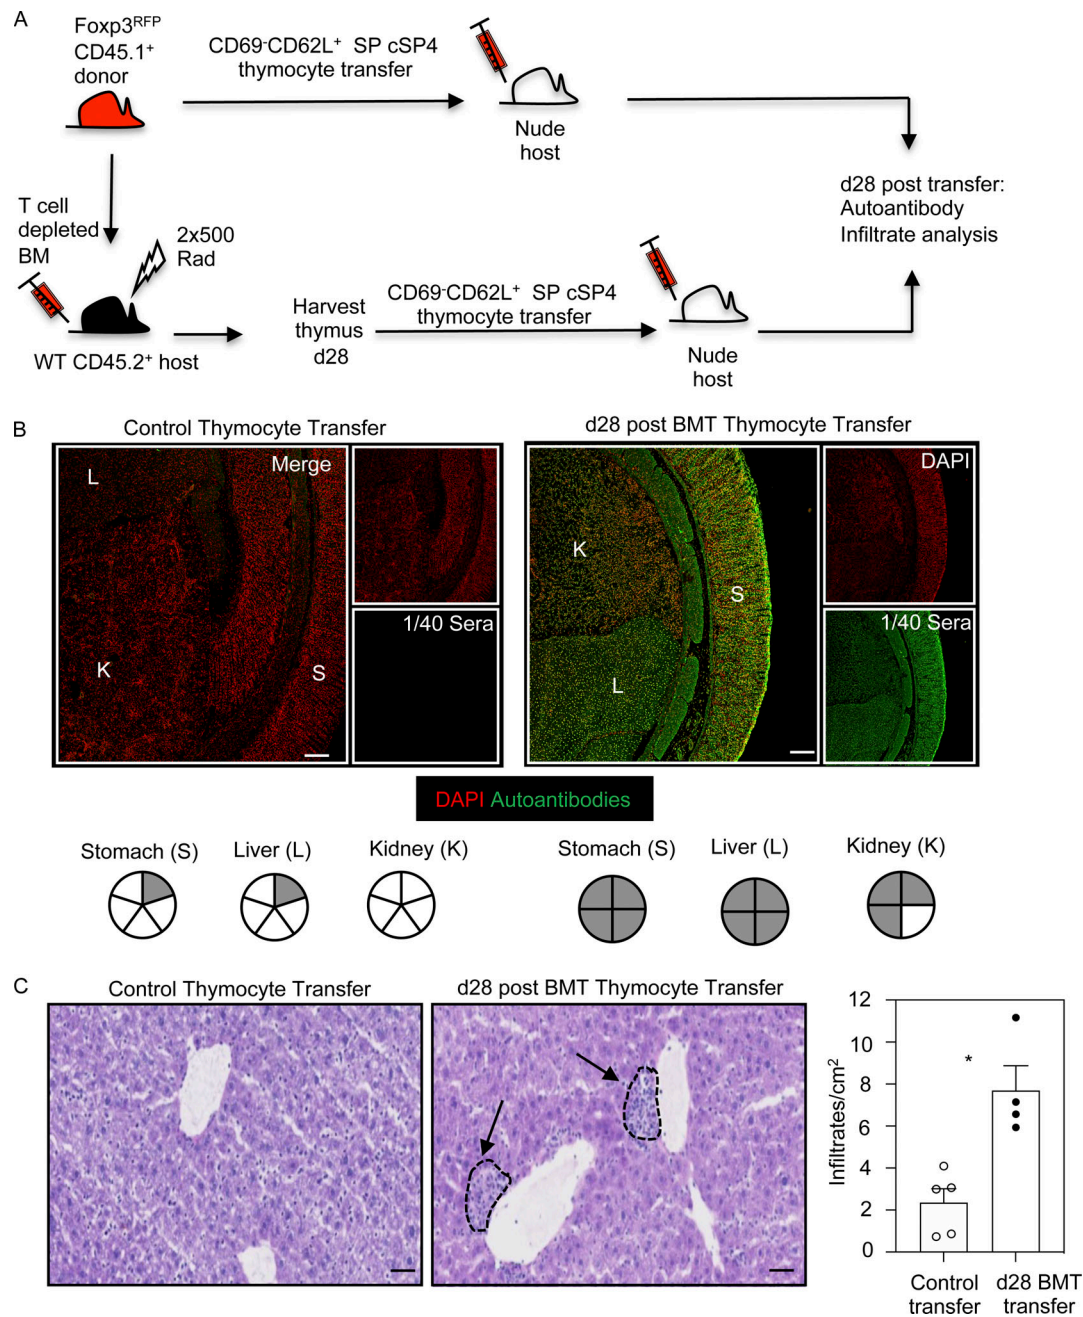 A
Foxp3RFP
CD45.1+
donor
CD69-CD62L+ SP cSP4
thymocyte transfer
Nude
host
d28 post transfer:
Autoantibody
Infiltrate analysis
T cell
depleted
BM
2x500
Rad
WT CD45.2+ host
Harvest
thymus
d28
CD69-CD62L+ SP cSP4
thymocyte transfer
Nude
host
B
Control Thymocyte Transfer
L
Merge
K
S
1/40 Sera
d28 post BMT Thymocyte Transfer
K
S
L
DAPI
1/40 Sera
DAPI Autoantibodies
Stomach (S)
Liver (L)
Kidney (K)
Stomach (S)
Liver (L)
Kidney (K)
C
Control Thymocyte Transfer
d28 post BMT Thymocyte Transfer
Infiltrates/cm2
12
10
8
6
4
2
0
*
Control
transfer
d28 BMT
transfer